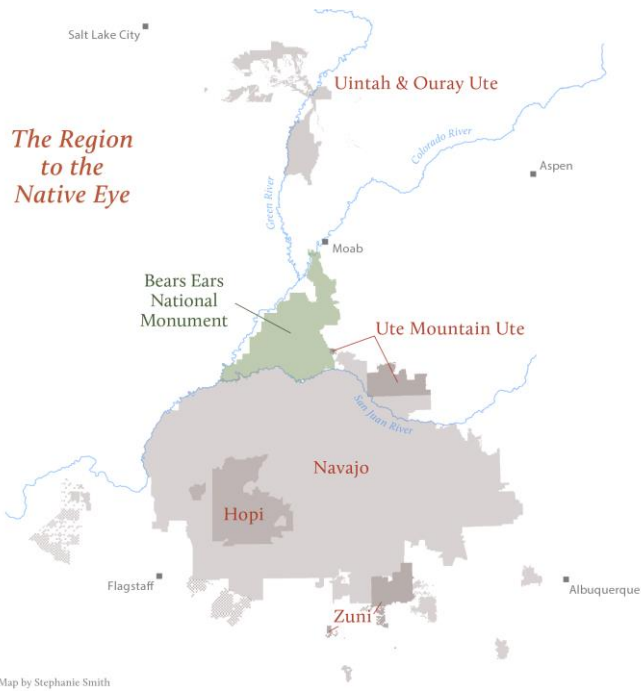 Salt Lake City
Uintah & Ouray Ute
The Region
to the
Native Eye
Colorado River
Aspen
Green River
Moab
Bears Ears
National
Monument
Ute Mountain Ute
San Juan River
Navajo
Hopi
Flagstaff
Albuquerque
Zuni
Map by Stephanie Smith